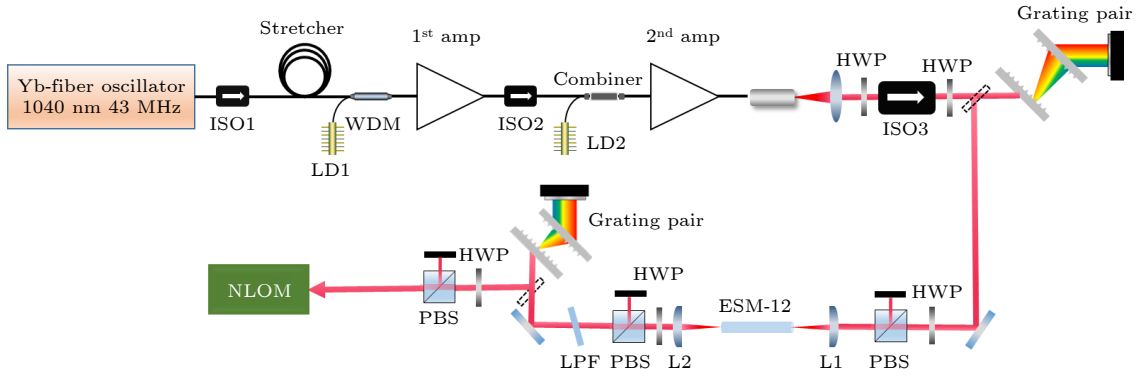 Stretcher
1st amp
2nd amp
HWP
HWP
Grating pair
Yb-fiber oscillator
1040 nm 43 MHz
Combiner
ISO1
WDM
ISO2
ISO3
LD1
LD2
Grating pair
HWP
HWP
ESM-12
HWP
NLOM
PBS
LPF
PBS
L2
L1
PBS